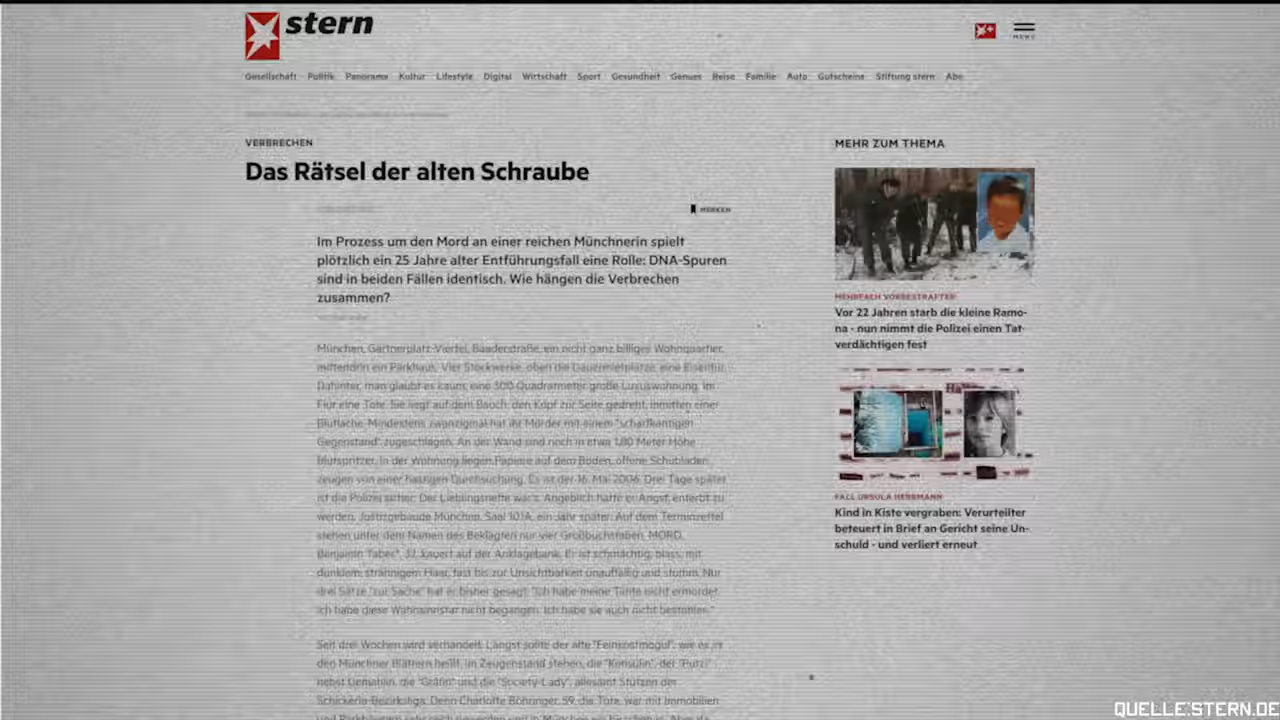 stern
MENÜ
Gesellschaft Politik Panorama Kultur Lifestyle Digital Wirtschaft Sport Gesundheit Genuss Reise Familie Auto Gutscheine Stiftung stern Abo
VERBRECHEN
Das Rätsel der alten Schraube
MERKEN
Im Prozess um den Mord an einer reichen Münchnerin spielt
plötzlich ein 25 Jahre alter Entführungsfall eine Rolle: DNA-Spuren
sind in beiden Fällen identisch. Wie hängen die Verbrechen
zusammen?
München, Gärtnerplatz-Viertel, Baaderstraße, ein nicht ganz billiges Wohnquartier,
mittendrin ein Parkhaus. Vier Stockwerke, oben die Dauermietplätze, eine Eisentür.
Dahinter, man glaubt es kaum, eine 300 Quadratmeter große Luxuswohnung. Im
Flur eine Tote. Sie liegt auf dem Bauch, den Kopf zur Seite gedreht, inmitten einer
Blutlache. Mindestens zwanzigmal hat ihr Mörder mit einem "scharfkantigen
Gegenstand" zugeschlagen. An der Wand sind noch in etwa 1,80 Meter Höhe
Blutspritzer. In der Wohnung liegen Papiere auf dem Boden, offene Schubladen
zeugen von einer hastigen Durchsuchung. Es ist der 16. Mai 2006. Drei Tage später
ist die Polizei sicher: Der Lieblingsneffe war's. Angeblich hatte er Angst, enterbt zu
werden. Justizgebäude München, Saal 101A, ein Jahr später. Auf dem Terminzettel
stehen unter dem Namen des Beklagten nur vier Großbuchstaben: MORD.
Benjamin Tabec*, 32, kauert auf der Anklagebank. Er ist schmächtig, blass, mit
dunklem, strähnigem Haar, fast bis zur Unsichtbarkeit unauffällig und stumm. Nur
drei Sätze "zur Sache" hat er bisher gesagt: "Ich habe meine Tante nicht ermordet.
Ich habe diese Wahnsinnstat nicht begangen. Ich habe sie auch nicht bestohlen."
Seit drei Wochen wird verhandelt. Längst sollte der alte "Feinkostmogul", wie es in
den Münchner Blättern heißt, im Zeugenstand stehen, die "Konsulin", der "Putzi"
nebst Gemahlin, die "Gräfin" und die "Society-Lady", allesamt Stützen der
Schickeria-Bezirksliga. Denn Charlotte Böhringer, 59, die Tote, war mit Immobilien
MEHR ZUM THEMA
MEHRFACH VORBESTRAFTER
Vor 22 Jahren starb die kleine Ramo-
na - nun nimmt die Polizei einen Tat-
verdächtigen fest
FALL URSULA HERRMANN
Kind in Kiste vergraben: Verurteilter
beteuert in Brief an Gericht seine Un-
schuld - und verliert erneut
QUELLE:STERN.DE